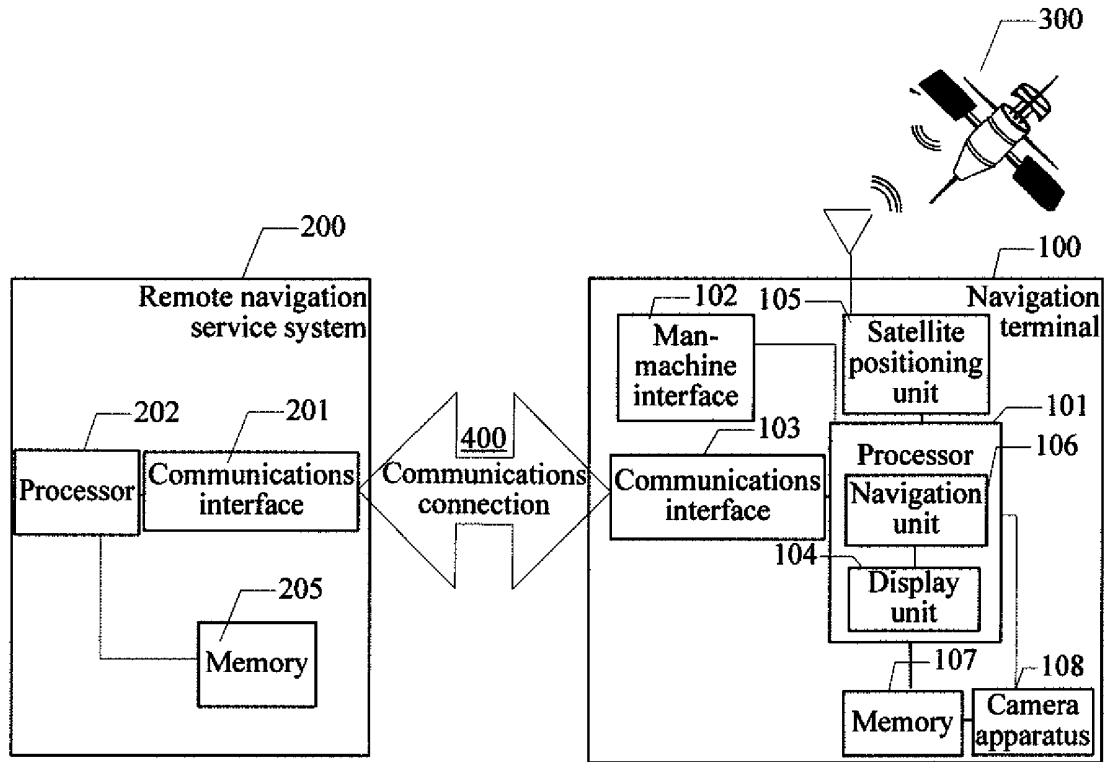 300
200
Remote navigation
service system
202
201
Processor
Communications
interface
205
Memory
400
Communications
connection
100
Navigation
terminal
102
Man-
machine
interface
105
Satellite
positioning
unit
103
Communications
interface
101
Processor
106
Navigation
unit
104
Display
unit
107
Memory
108
Camera
apparatus